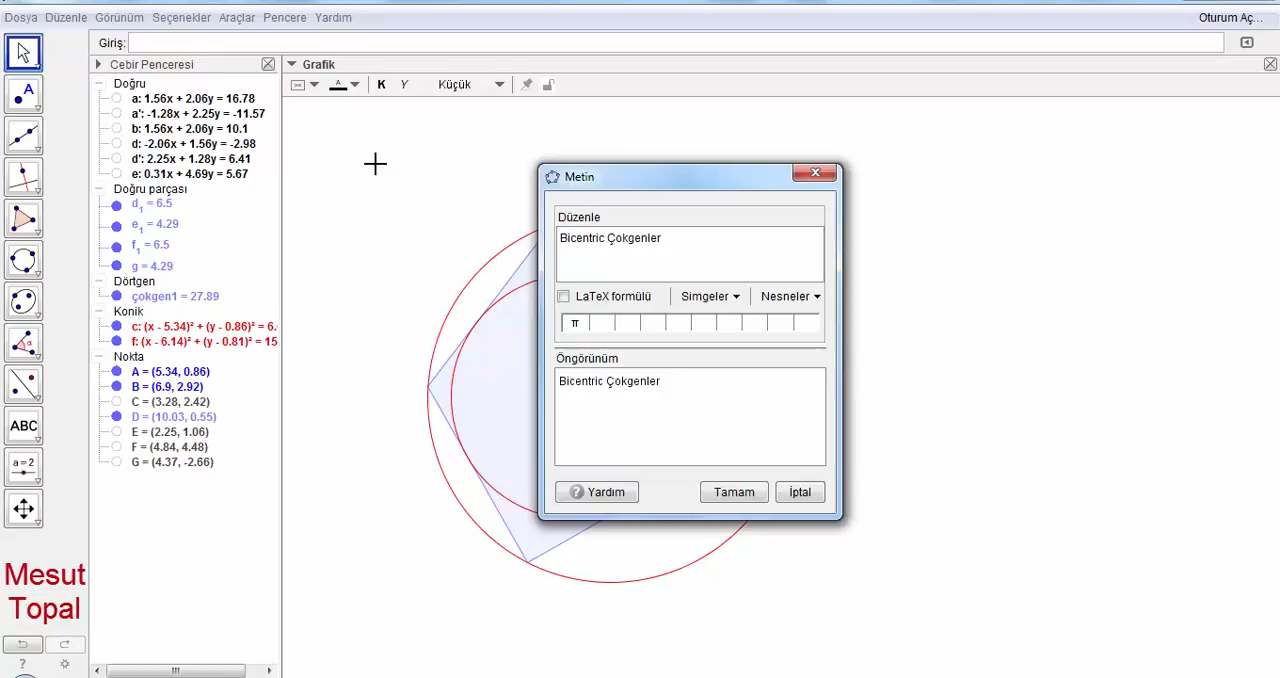 Dosya Düzenle Görünüm Seçenekler Araçlar Pencere Yardım
Oturum Aç...
Giriş:
Cebir Penceresi
Grafik
K Y Küçük
Doğru
a: 1.56x + 2.06y = 16.78
a': -1.28x + 2.25y = -11.57
b: 1.56x + 2.06y = 10.1
d: -2.06x + 1.56y = -2.98
d': 2.25x + 1.28y = 6.41
e: 0.31x + 4.69y = 5.67
Doğru parçası
d₁ = 6.5
e₁ = 4.29
f₁ = 6.5
g = 4.29
Dörtgen
çokgen1 = 27.89
Konik
c: (x - 5.34)² + (y - 0.86)² = 6.
f: (x - 6.14)² + (y - 0.81)² = 15
Nokta
A = (5.34, 0.86)
B = (6.9, 2.92)
C = (3.28, 2.42)
D = (10.03, 0.55)
E = (2.25, 1.06)
F = (4.84, 4.48)
G = (4.37, -2.66)
A
α
ABC
a=2
Mesut
Topal
?
Metin
Düzenle
Bicentric Çokgenler
LaTeX formülü
Simgeler
Nesneler
π
Öngörünüm
Bicentric Çokgenler
? Yardım
Tamam
İptal